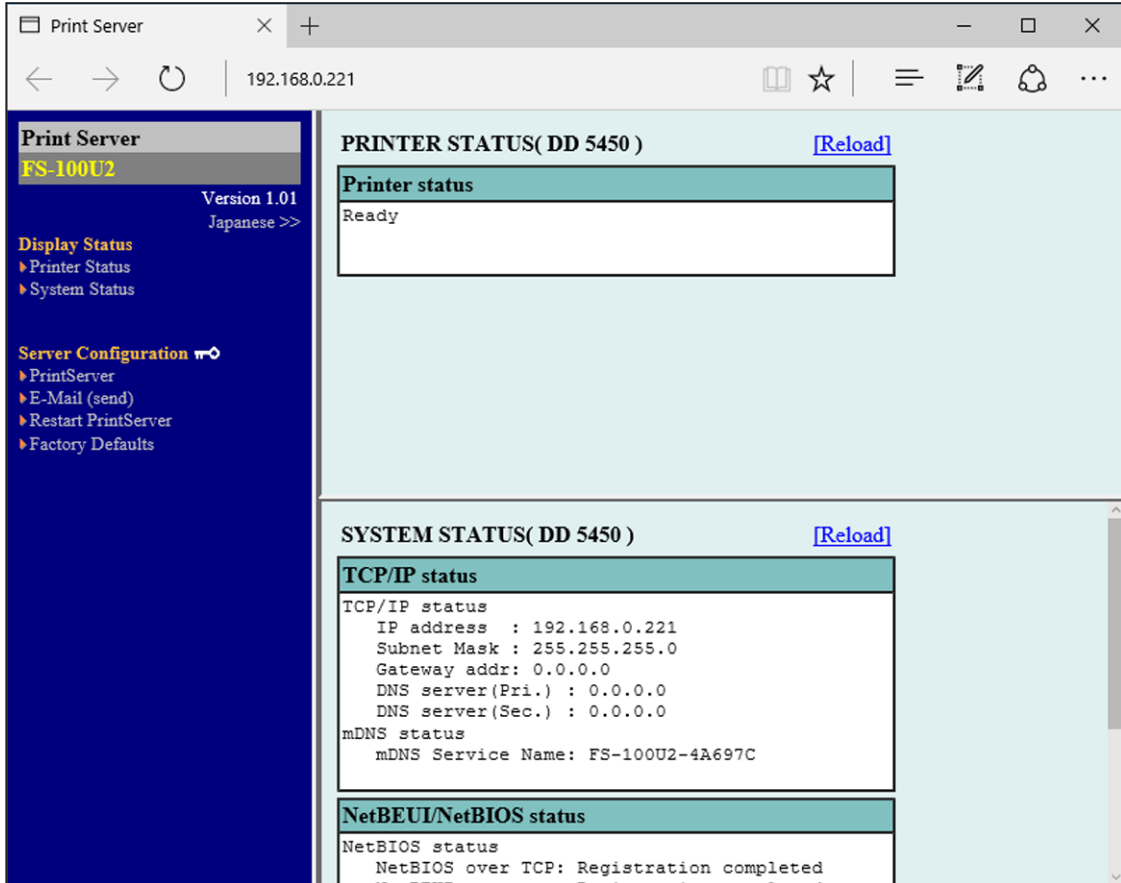 Print Server
192.168.0.221
Print Server
FS-100U2
Version 1.01
Japanese >>
Display Status
Printer Status
System Status
Server Configuration
PrintServer
E-Mail (send)
Restart PrintServer
Factory Defaults
PRINTER STATUS( DD 5450 ) [Reload]
Printer status
Ready
SYSTEM STATUS( DD 5450 ) [Reload]
TCP/IP status
TCP/IP status
IP address : 192.168.0.221
Subnet Mask : 255.255.255.0
Gateway addr: 0.0.0.0
DNS server(Pri.) : 0.0.0.0
DNS server(Sec.) : 0.0.0.0
mDNS status
mDNS Service Name: FS-100U2-4A697C
NetBEUI/NetBIOS status
NetBIOS status
NetBIOS over TCP: Registration completed